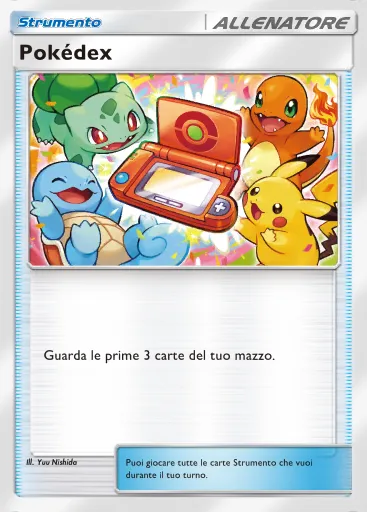 Strumento
ALLENATORE
Pokédex
Guarda le prime 3 carte del tuo mazzo.
Ill. Yuu Nishida
Puoi giocare tutte le carte Strumento che vuoi
durante il tuo turno.